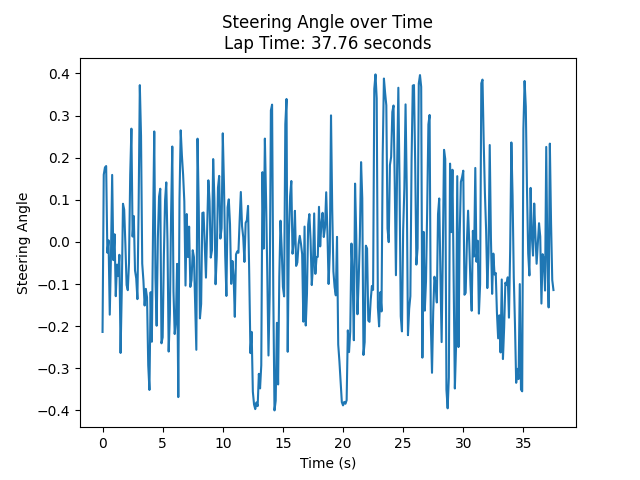 Steering Angle over Time
Lap Time: 37.76 seconds
Steering Angle
0.4
0.3
0.2
0.1
0.0
−0.1
−0.2
−0.3
−0.4
0 5 10 15 20 25 30 35
Time (s)